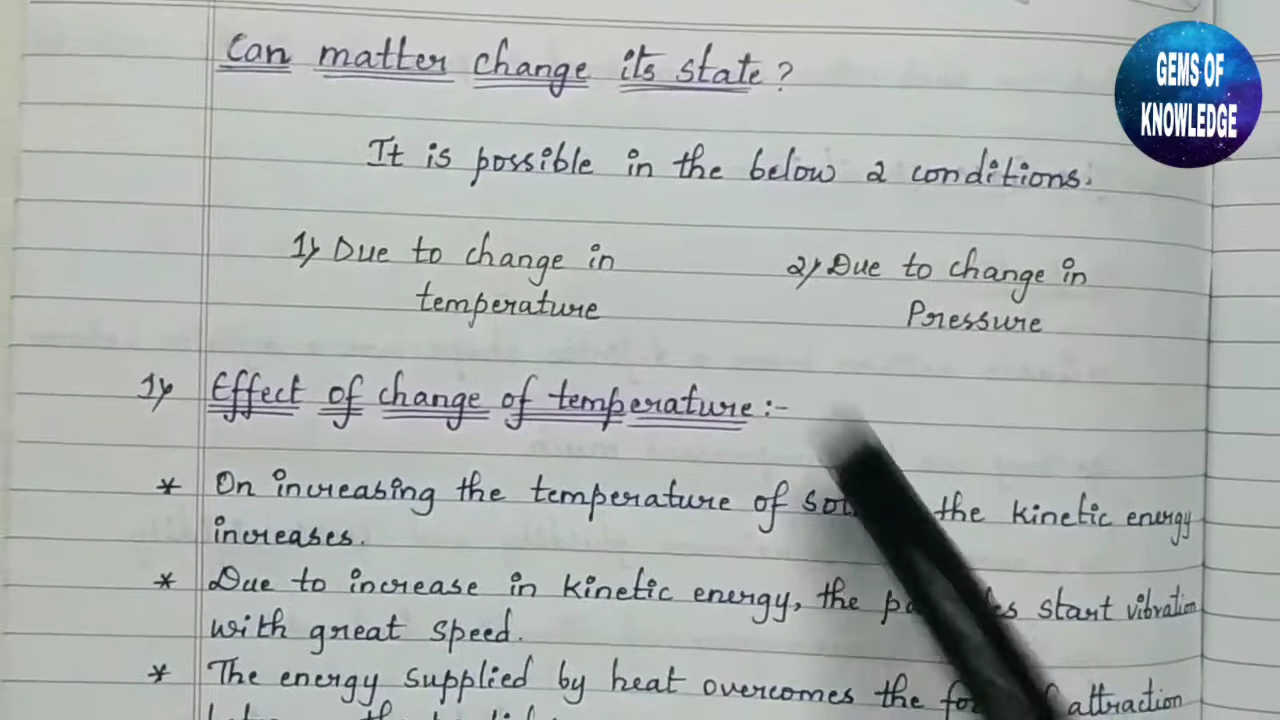 Can matter change its state?
GEMS OF
KNOWLEDGE
It is possible in the below 2 conditions.
1) Due to change in
temperature
2) Due to change in
Pressure
1) Effect of change of temperature :-
* On increasing the temperature of the kinetic energy
increases.
* Due to increase in kinetic energy, the start vibration
with great speed.
* The energy supplied by heat overcomes the attraction